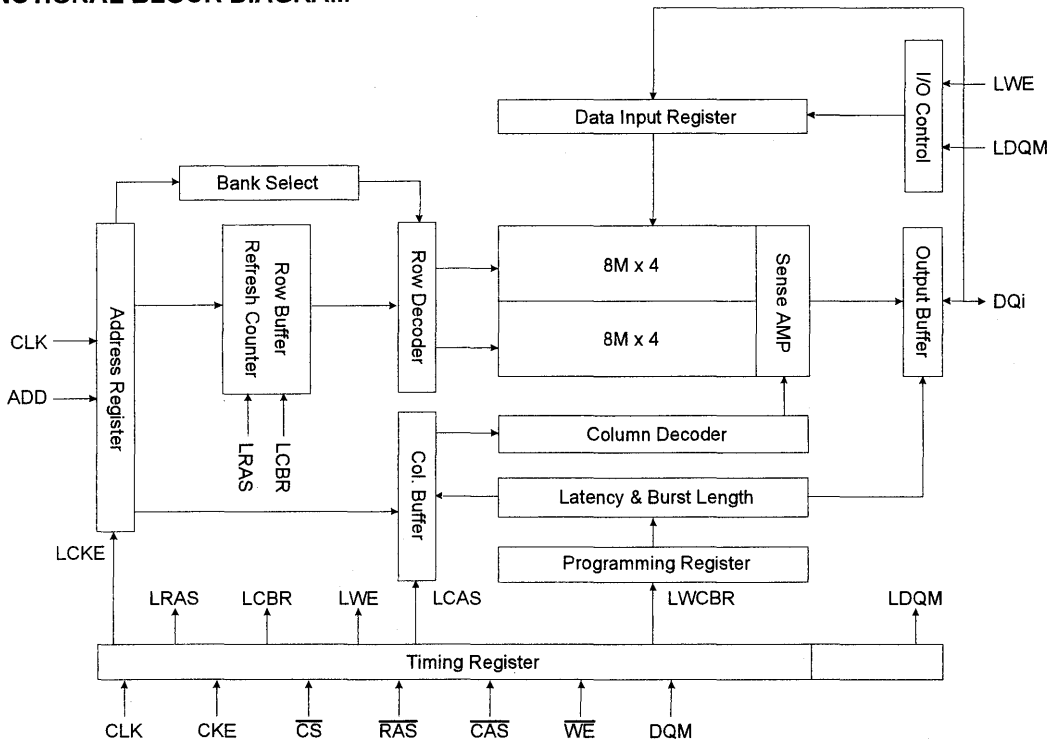 LWE
I/O Control
Data Input Register
LDQM
Bank Select
Address Register
Row Buffer
Refresh Counter
Row Decoder
8M x 4
8M x 4
Sense AMP
Output Buffer
DQi
CLK
ADD
LRAS
LCBR
Col. Buffer
Column Decoder
Latency & Burst Length
Programming Register
LCKE
LRAS
LCBR
LWE
LCAS
LWCBR
LDQM
Timing Register
CLK
CKE
CS
RAS
CAS
WE
DQM